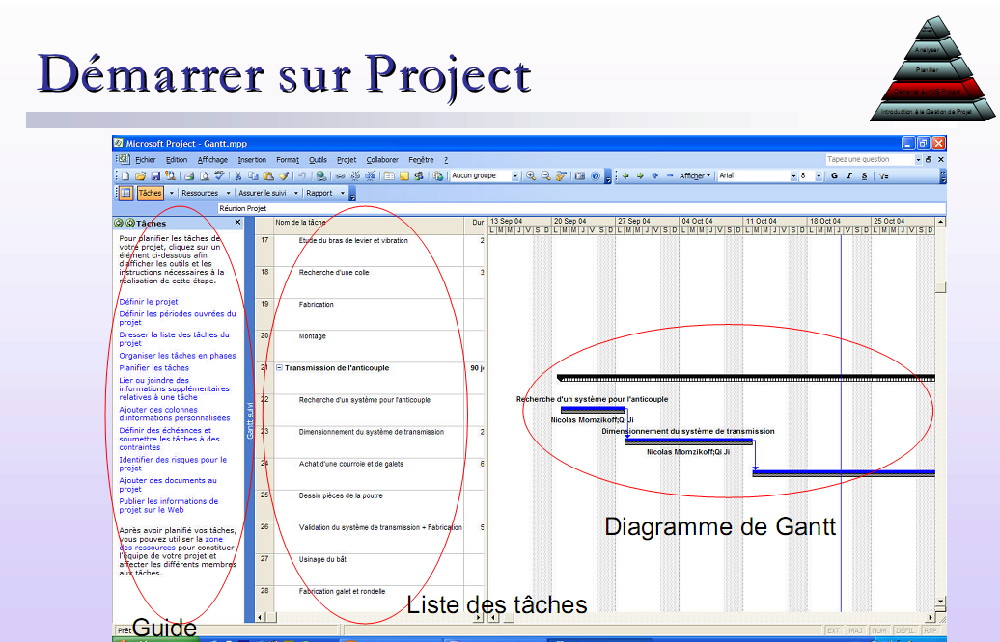 Démarrer sur Project
Analyser
Planifier
Démarrer sur MS Project
Introduction à la Gestion de Projet
Microsoft Project - Gantt.mpp
Fichier Edition Affichage Insertion Format Outils Projet Collaborer Fenêtre ?
Tapez une question
Aucun groupe
Afficher
Arial
8
G I S
Tâches Ressources Assurer le suivi Rapport
Réunion Projet
Tâches
Pour planifier les tâches de
votre projet, cliquez sur un
élément ci-dessous afin
d'afficher les outils et les
instructions nécessaires à la
réalisation de cette étape.
Définir le projet
Définir les périodes ouvrées du
projet
Dresser la liste des tâches du
projet
Organiser les tâches en phases
Planifier les tâches
Lier ou joindre des
informations supplémentaires
relatives à une tâche
Ajouter des colonnes
d'informations personnalisées
Définir des échéances et
soumettre les tâches à des
contraintes
Identifier des risques pour le
projet
Ajouter des documents au
projet
Publier les informations de
projet sur le Web
Après avoir planifié vos tâches,
vous pouvez utiliser la zone
des ressources pour constituer
l'équipe de votre projet et
affecter les différents membres
aux tâches.
Gantt suivi
Nom de la tâche Dur
17 Etude du bras de levier et vibration 2
18 Recherche d'une colle 3
19 Fabrication
20 Montage
21 Transmission de l'anticouple 90 j
22 Recherche d'un système pour l'anticouple
23 Dimensionnement du système de transmission 2
24 Achat d'une courroie et de galets 6
25 Dessin pièces de la poutre
26 Validation du système de transmission + Fabrication 5
27 Usinage du bâti
28 Fabrication galet et rondelle
13 Sep 04 20 Sep 04 27 Sep 04 04 Oct 04 11 Oct 04 18 Oct 04 25 Oct 04
L M M J V S D L M M J V S D L M M J V S D L M M J V S D L M M J V S D L M M J V S D L M M J V S D
Recherche d'un système pour l'anticouple
Nicolas Momzikoff;Qi Ji
Dimensionnement du système de transmission
Nicolas Momzikoff;Qi Ji
Diagramme de Gantt
Liste des tâches
Guide
Prêt
EXT MAJ NUM DÉFIL RFP